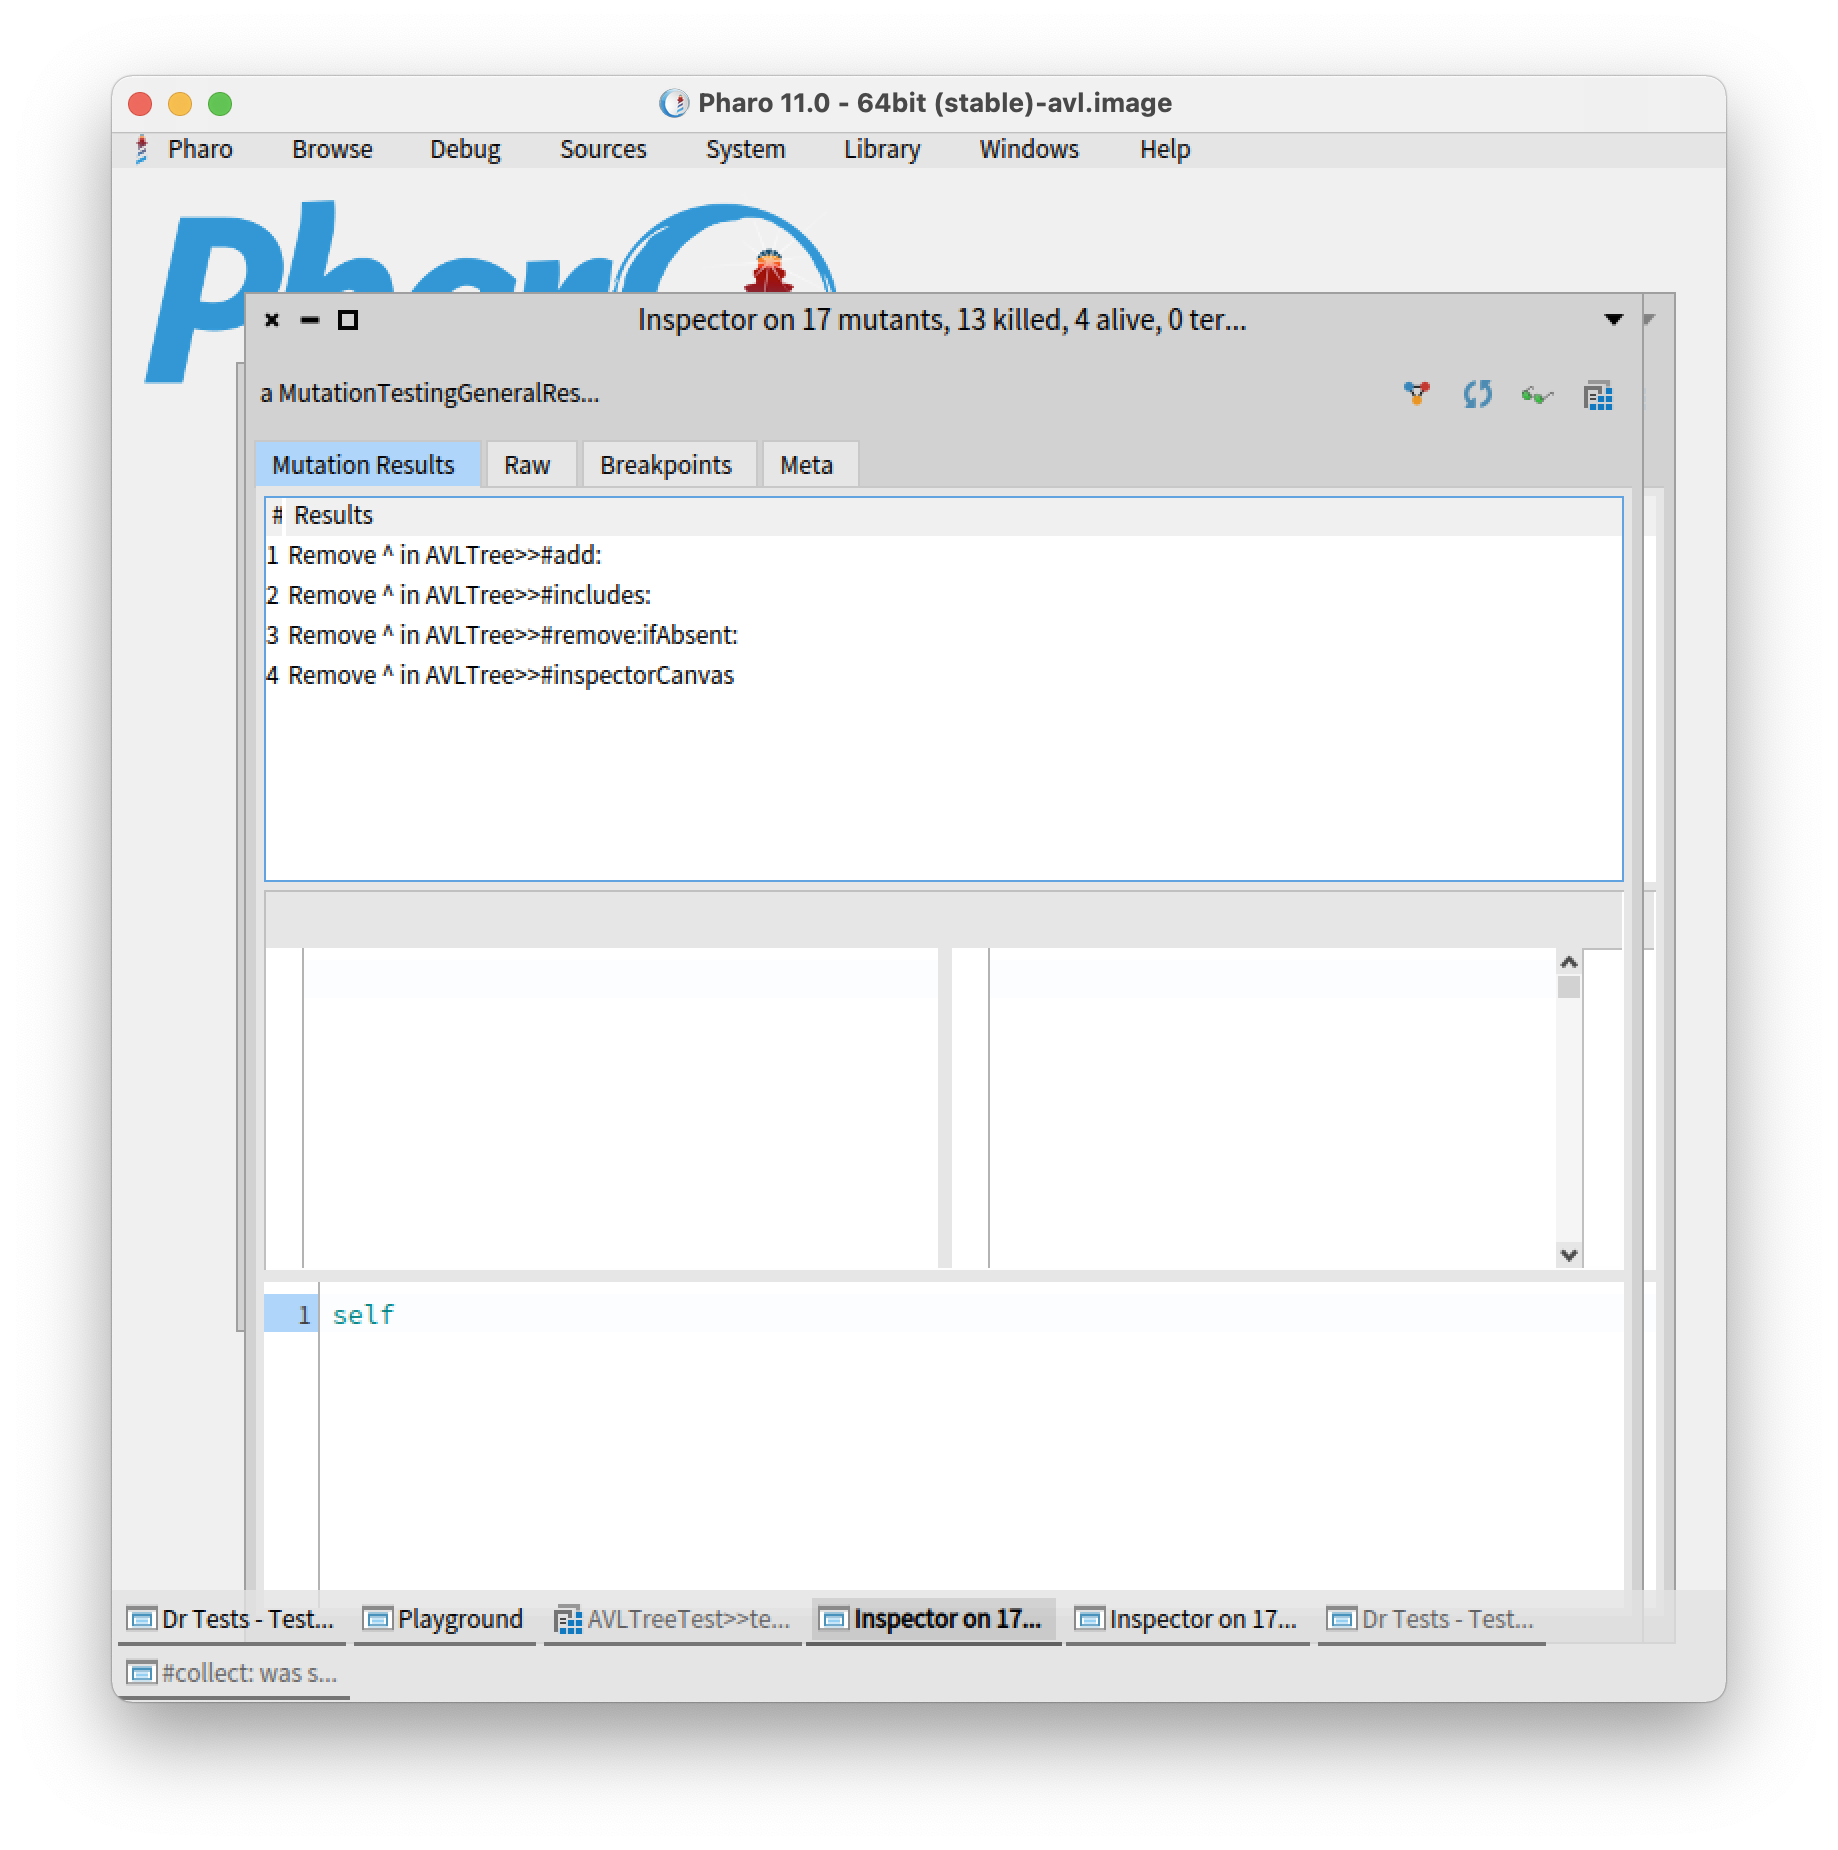 Pharo 11.0 - 64bit (stable)-avl.image
Pharo Browse Debug Sources System Library Windows Help
Pharo
Inspector on 17 mutants, 13 killed, 4 alive, 0 ter...
a MutationTestingGeneralRes...
Mutation Results Raw Breakpoints Meta
# Results
1 Remove ^ in AVLTree>>#add:
2 Remove ^ in AVLTree>>#includes:
3 Remove ^ in AVLTree>>#remove:ifAbsent:
4 Remove ^ in AVLTree>>#inspectorCanvas
1 self
Dr Tests - Test... Playground AVLTreeTest>>te... Inspector on 17... Inspector on 17... Dr Tests - Test...
#collect: was s...